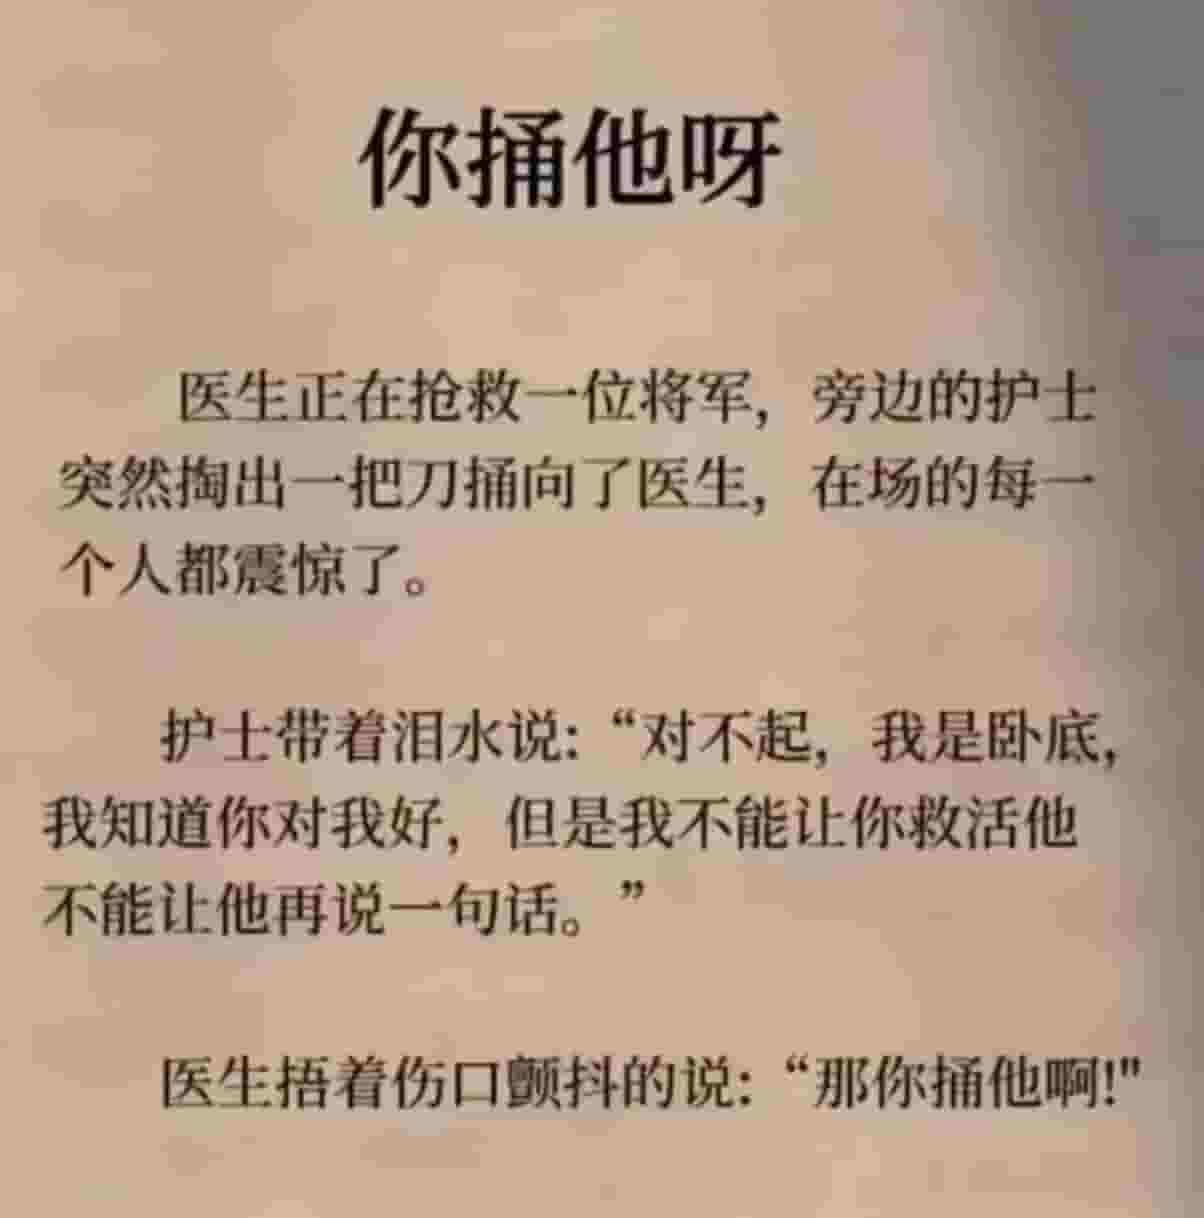 你捅他呀
医生正在抢救一位将军，旁边的护士
突然掏出一把刀捅向了医生，在场的每一
个人都震惊了。
护士带着泪水说:“对不起，我是卧底，
我知道你对我好，但是我不能让你救活他
不能让他再说一句话。”
医生捂着伤口颤抖的说:“那你捅他啊!"